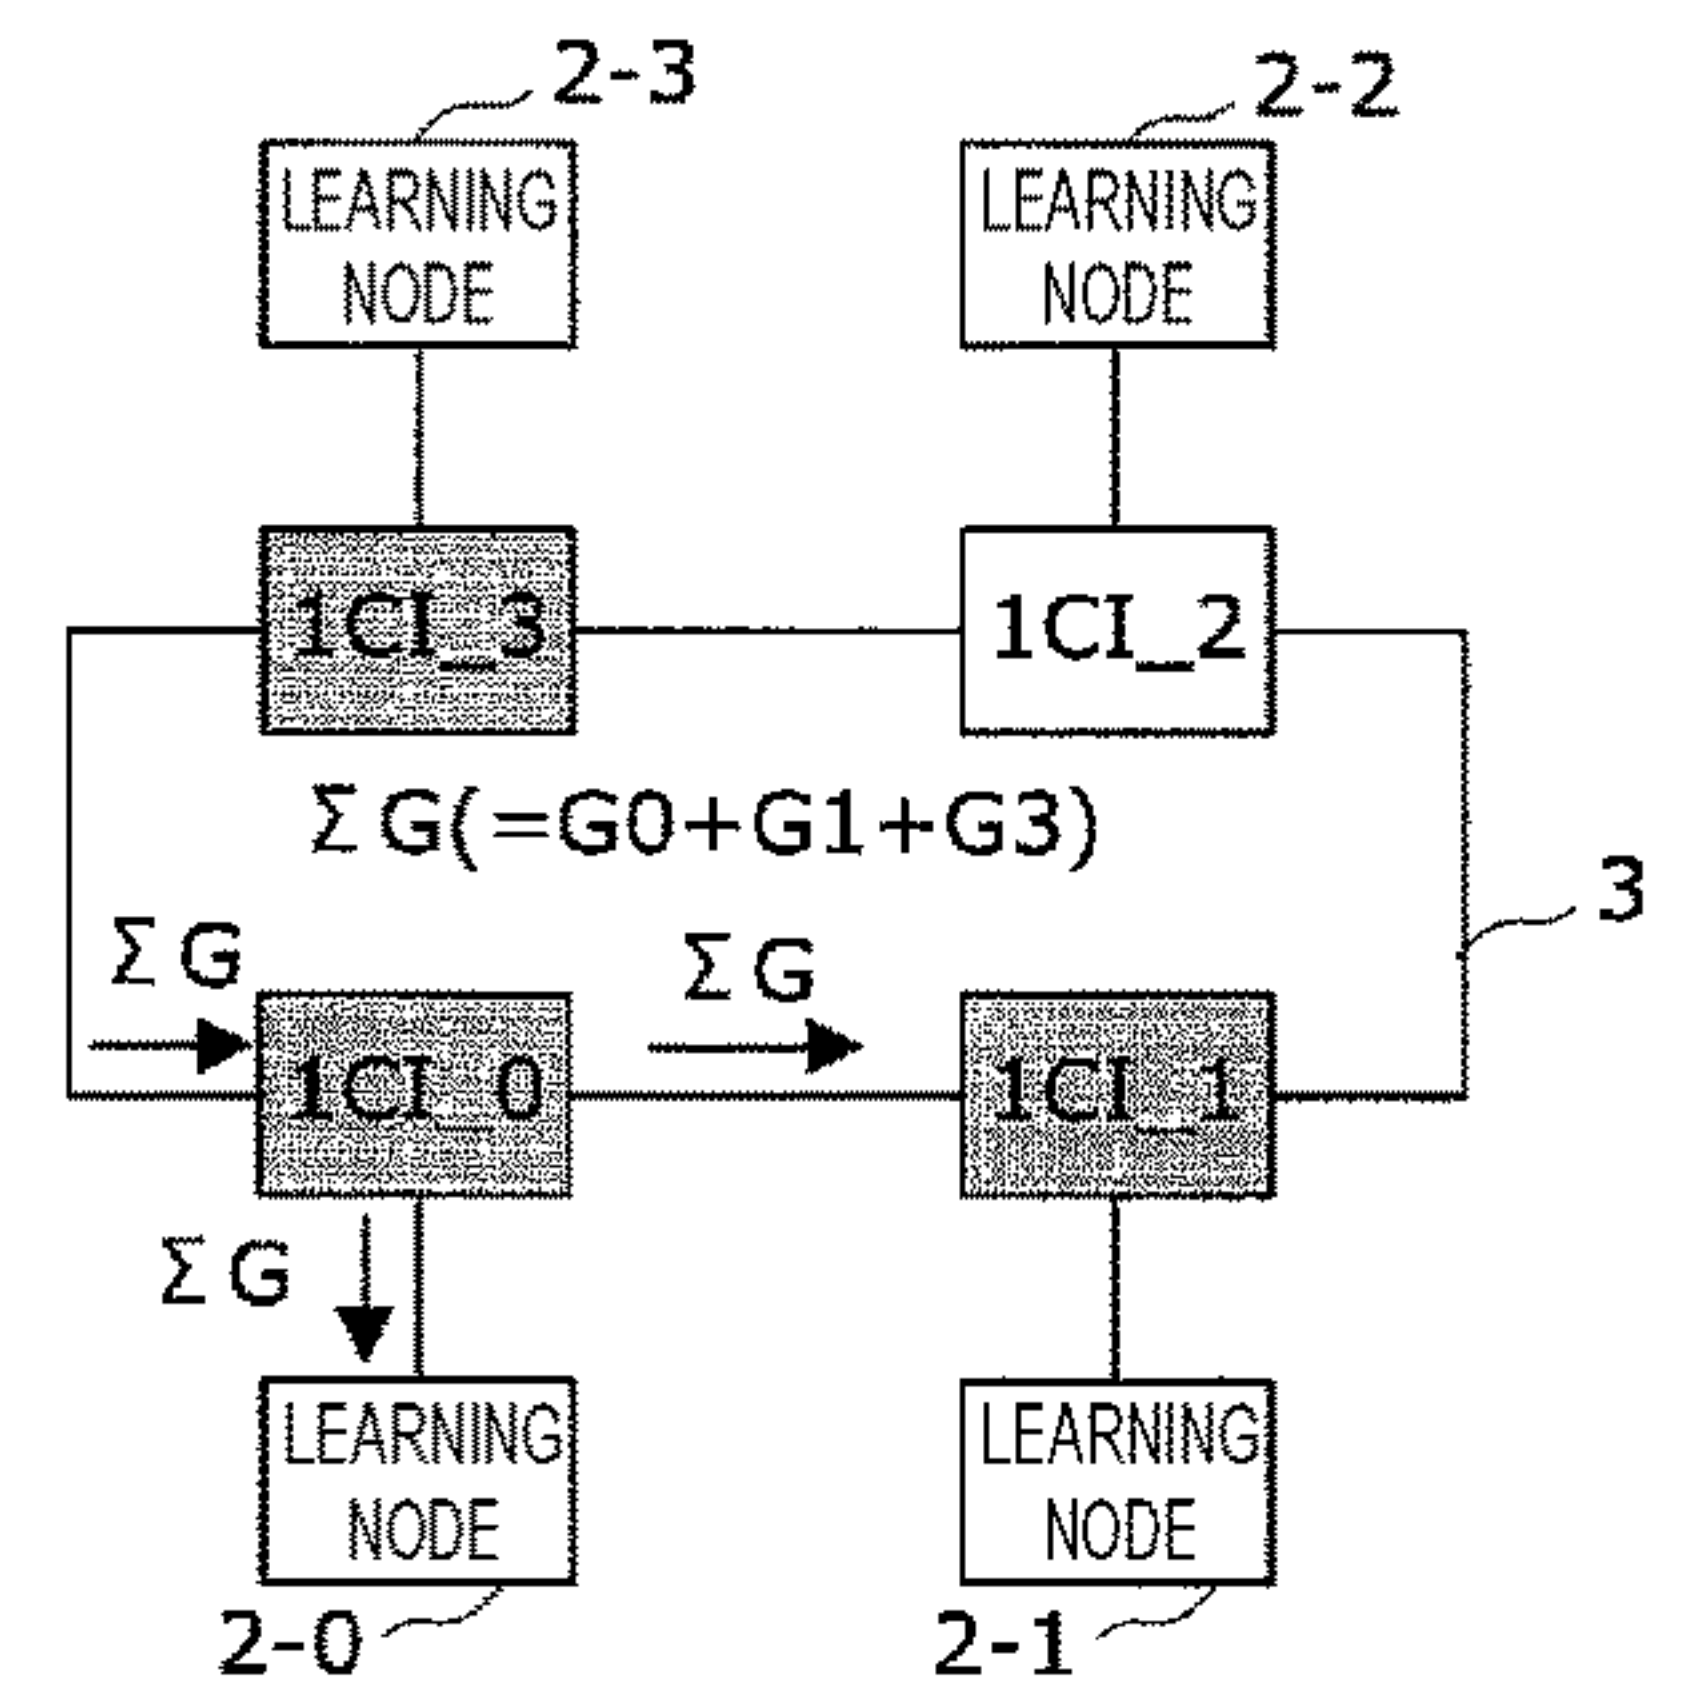 2-3
2-2
LEARNING
NODE
LEARNING
NODE
1CI_3
1CI_2
ΣG(=G0+G1+G3)
3
ΣG
ΣG
1CI_0
1CI_1
ΣG
LEARNING
NODE
LEARNING
NODE
2-0
2-1